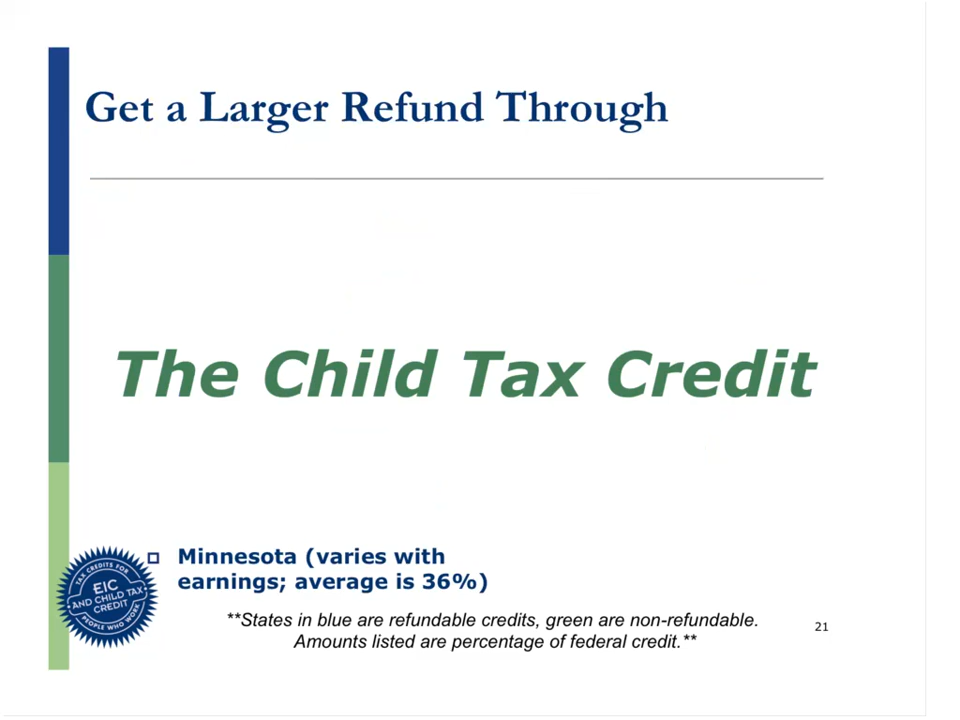 Get a Larger Refund Through
The Child Tax Credit
Minnesota (varies with
earnings; average is 36%)
TAX CREDITS FOR
EIC
AND CHILD TAX
CREDIT
PEOPLE WHO WORK
**States in blue are refundable credits, green are non-refundable.
Amounts listed are percentage of federal credit.**
21